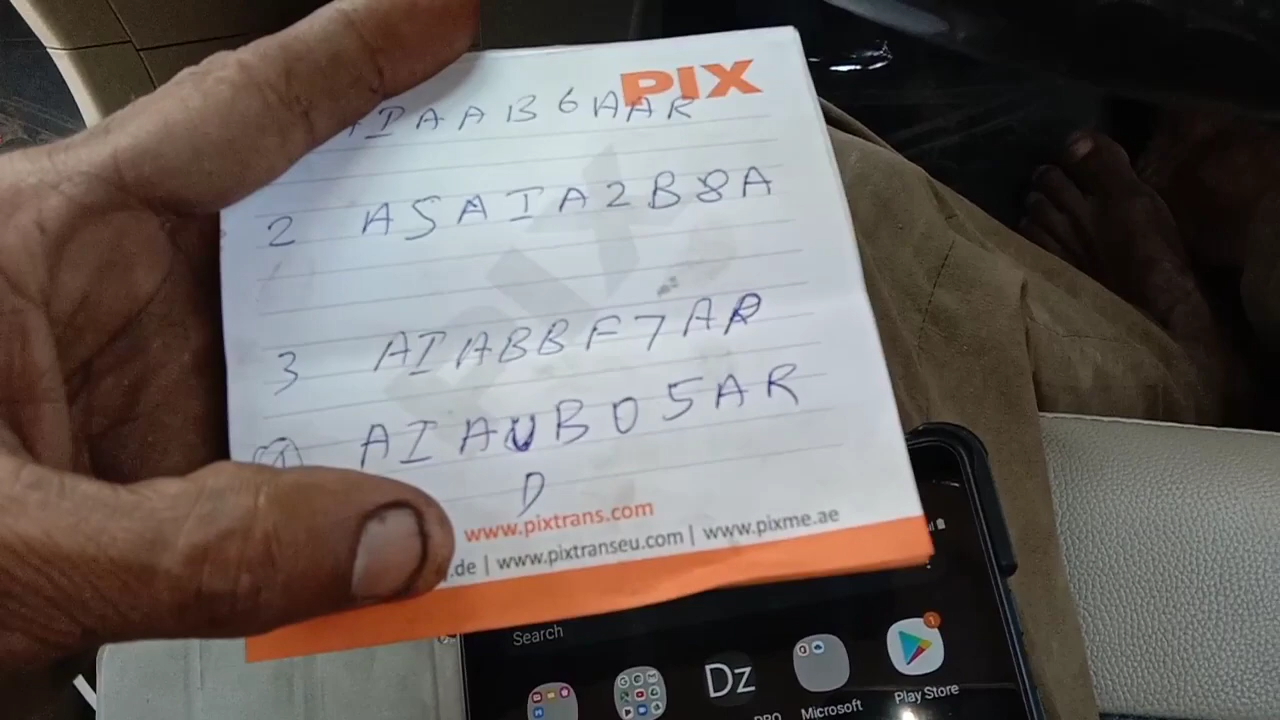 PIX
IAAB6AAR
2 ASAIA2B8A
3 AIABBF7AR
AIAUB05AR
D
www.pixtrans.com
.de | www.pixtranseu.com | www.pixme.ae
Search
Dz
Microsoft
Play Store
1